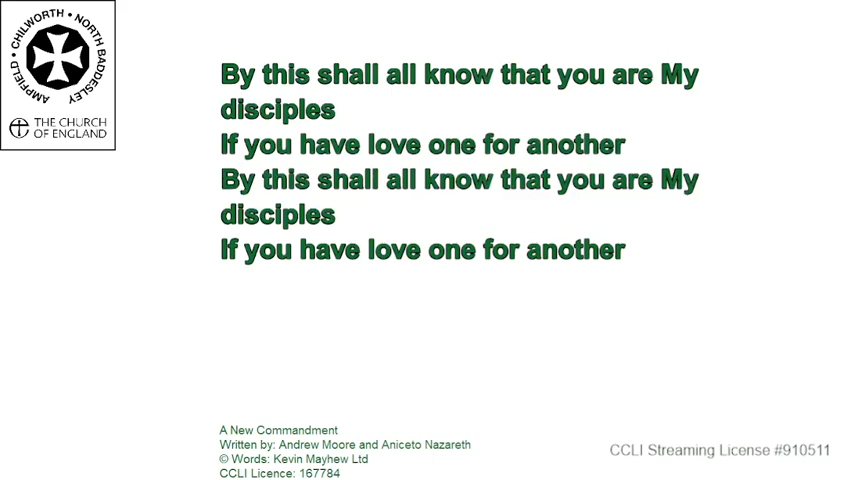 AMPFIELD • CHILWORTH • NORTH BADDESLEY
THE CHURCH
OF ENGLAND
By this shall all know that you are My
disciples
If you have love one for another
By this shall all know that you are My
disciples
If you have love one for another
A New Commandment
Written by: Andrew Moore and Aniceto Nazareth
© Words: Kevin Mayhew Ltd
CCLI Licence: 167784
CCLI Streaming License #910511